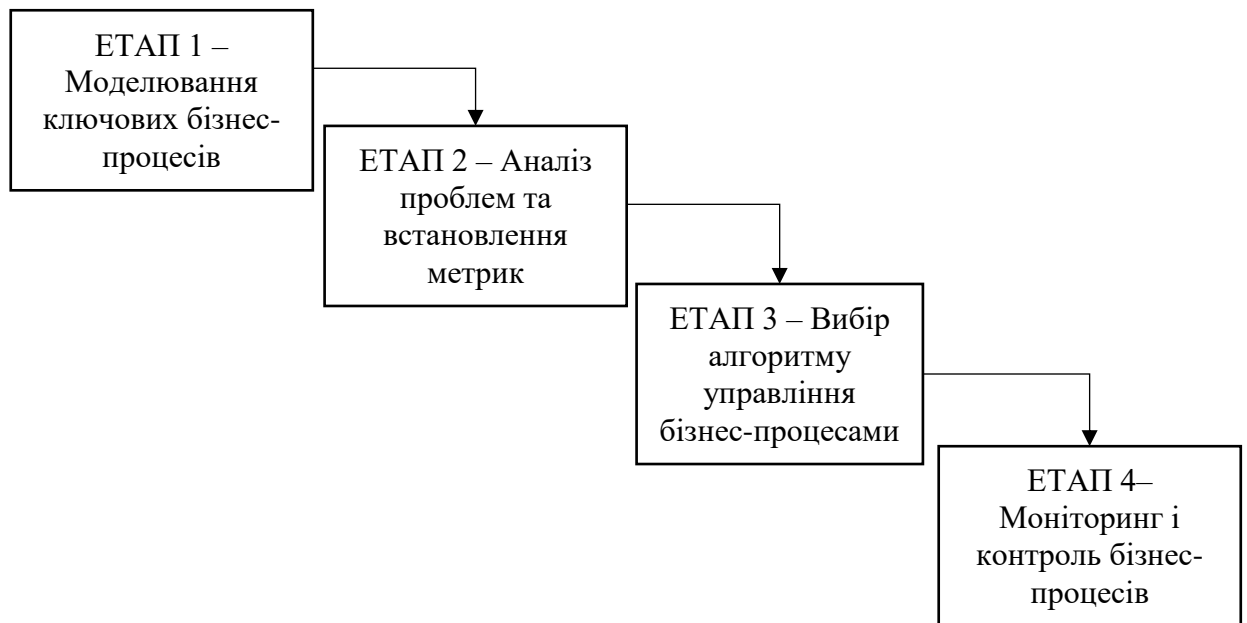 ЕТАП 1 –
Моделювання
ключових бізнес-
процесів
ЕТАП 2 – Аналіз
проблем та
встановлення
метрик
ЕТАП 3 – Вибір
алгоритму
управління
бізнес-процесами
ЕТАП 4–
Моніторинг і
контроль бізнес-
процесів